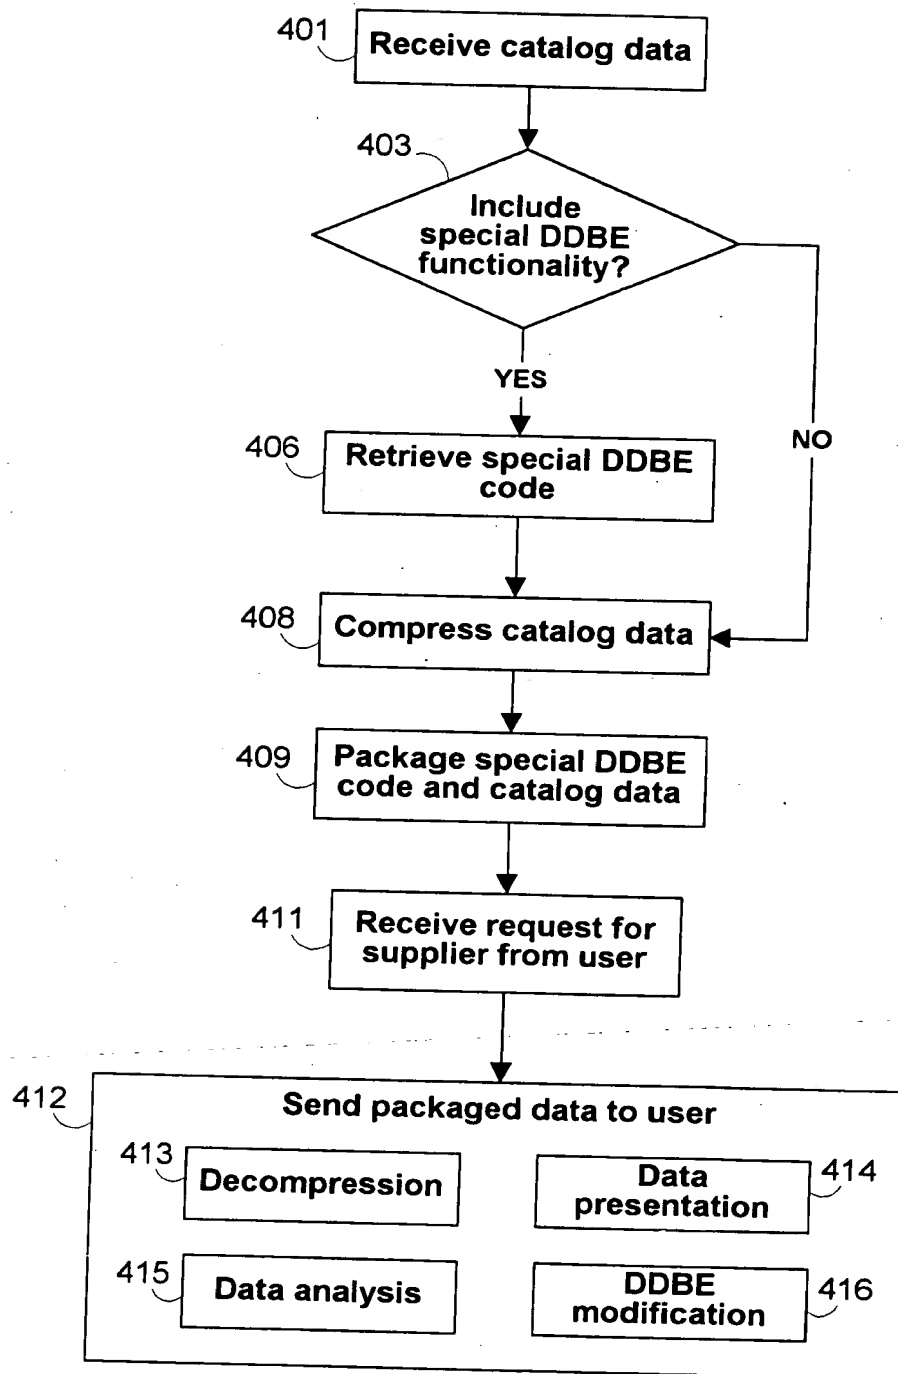 401
Receive catalog data
403
Include
special DDBE
functionality?
YES
NO
406
Retrieve special DDBE
code
408
Compress catalog data
409
Package special DDBE
code and catalog data
411
Receive request for
supplier from user
412
Send packaged data to user
413
Decompression
Data
presentation
414
415
Data analysis
DDBE
modification
416